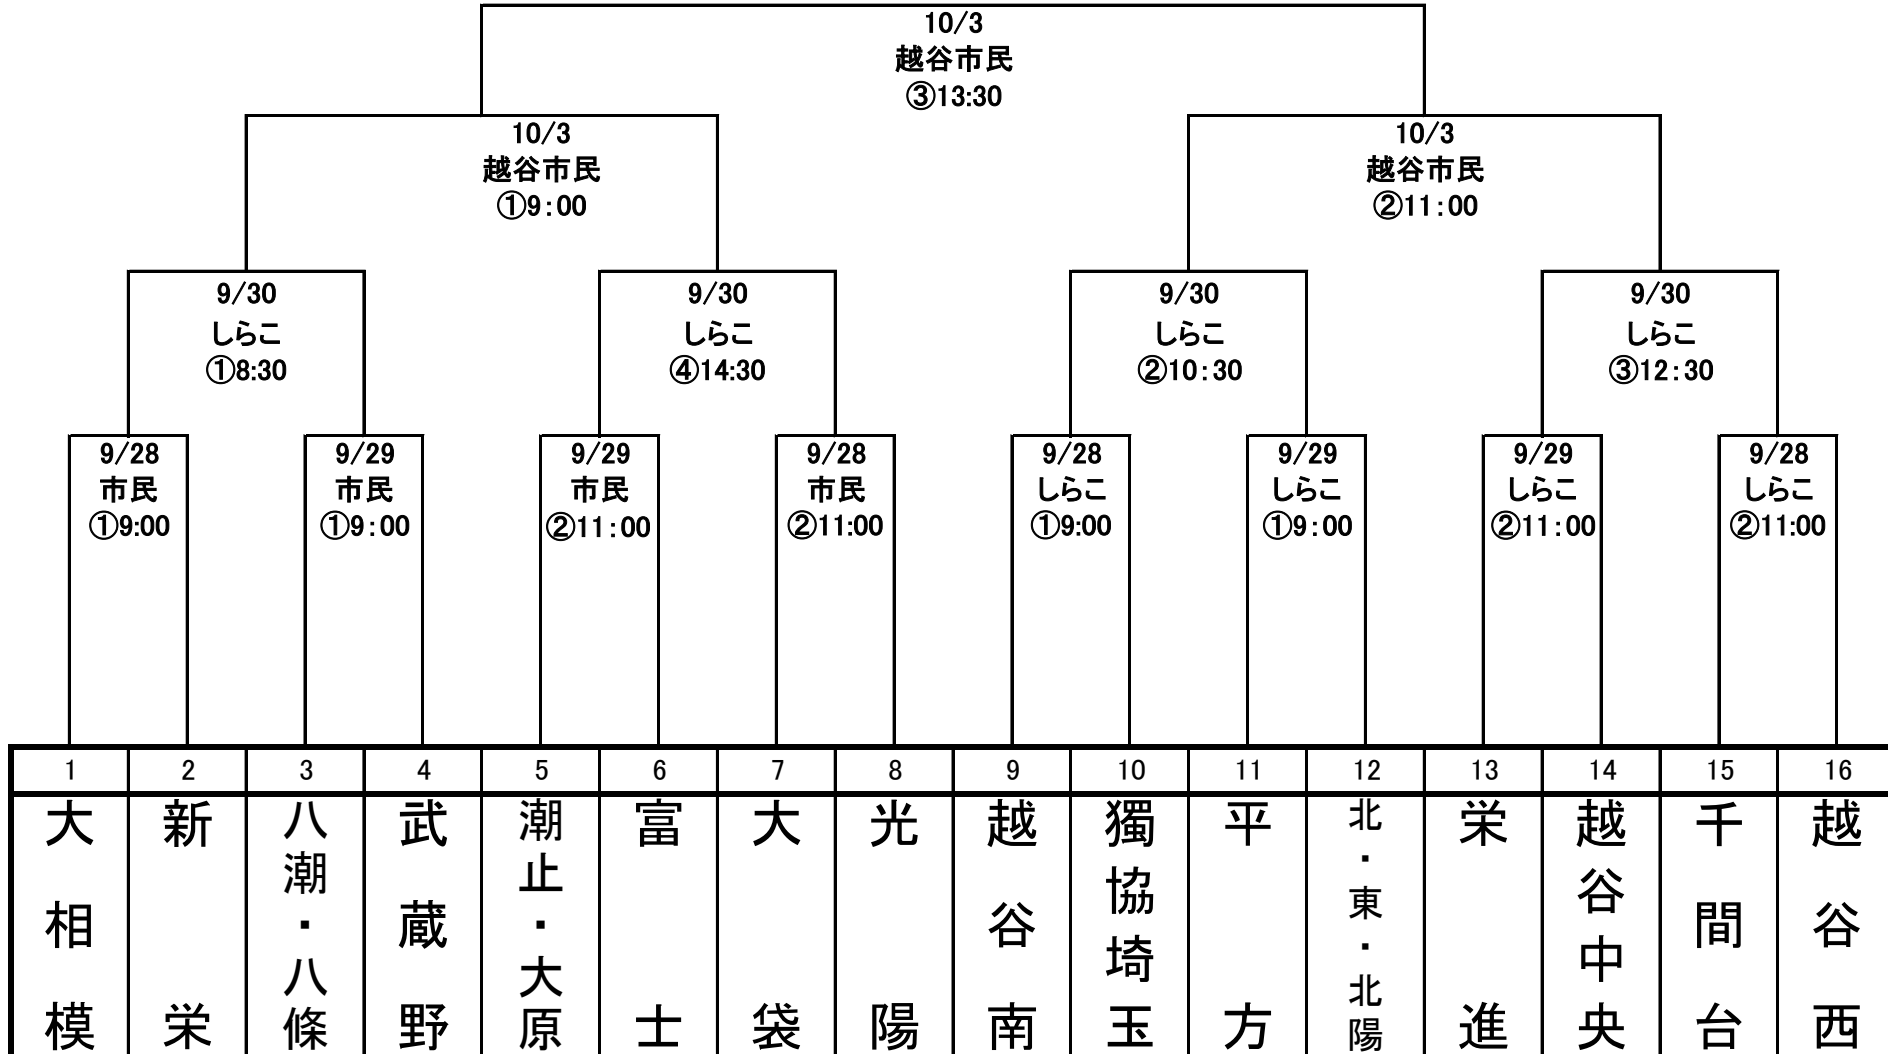 10/3
越谷市民
③13:30
10/3
越谷市民
①9:00
10/3
越谷市民
②11:00
9/30
しらこ
①8:30
9/30
しらこ
④14:30
9/30
しらこ
②10:30
9/30
しらこ
③12:30
9/28
市民
①9:00
9/29
市民
①9:00
9/29
市民
②11:00
9/28
市民
②11:00
9/28
しらこ
①9:00
9/29
しらこ
①9:00
9/29
しらこ
②11:00
9/28
しらこ
②11:00
1 2 3 4 5 6 7 8 9 10 11 12 13 14 15 16
大相模
新栄
八潮・八條
武蔵野
潮止・大原
富士
大袋
光陽
越谷南
獨協埼玉
平方
北・東・北陽
栄進
越谷中央
千間台
越谷西